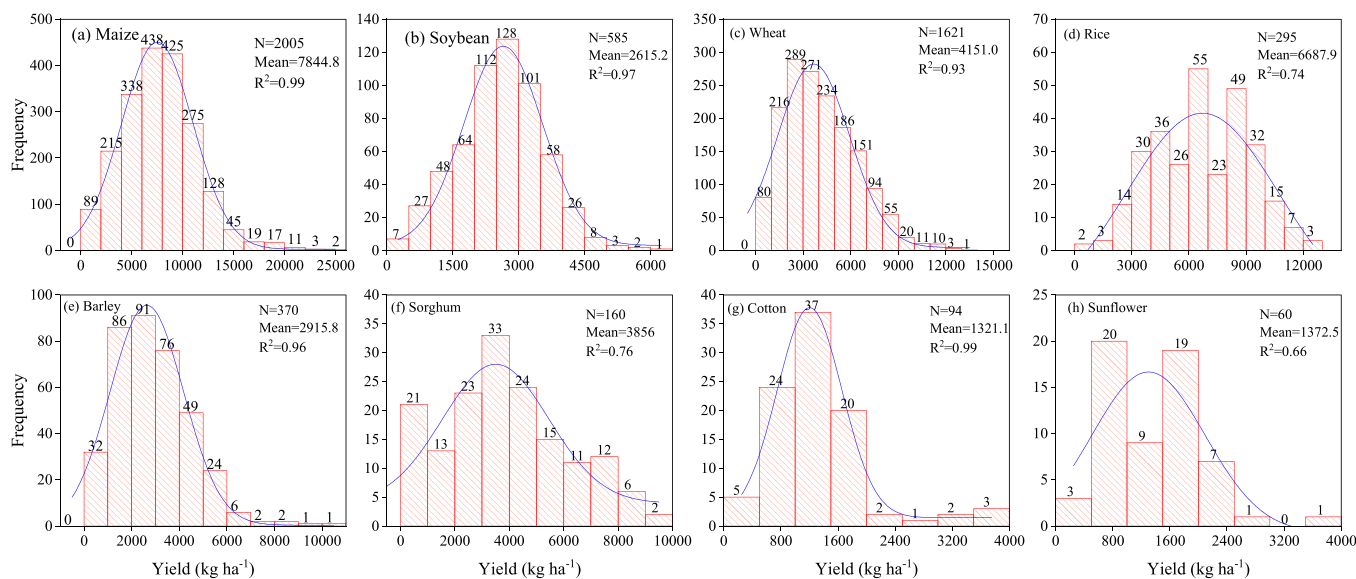 (a) Maize
N=2005
Mean=7844.8
R²=0.99
500
400
300
200
100
0
Frequency
0 89 215 338 438 425 275 128 45 19 17 11 3 2
0 5000 10000 15000 20000 25000
(b) Soybean
N=585
Mean=2615.2
R²=0.97
140
120
100
80
60
40
20
0
7 27 48 64 112 128 101 58 26 8 3 2 1
0 1500 3000 4500 6000
(c) Wheat
N=1621
Mean=4151.0
R²=0.93
350
300
250
200
150
100
50
0
0 80 216 289 271 234 186 151 94 55 20 11 10 3 1
0 3000 6000 9000 12000 15000
(d) Rice
N=295
Mean=6687.9
R²=0.74
70
60
50
40
30
20
10
0
2 3 14 30 36 26 55 23 49 32 15 7 3
0 3000 6000 9000 12000
(e) Barley
N=370
Mean=2915.8
R²=0.96
100
80
60
40
20
0
Frequency
0 32 86 91 76 49 24 6 2 2 1 1
0 2000 4000 6000 8000 10000
Yield (kg ha⁻¹)
(f) Sorghum
N=160
Mean=3856
R²=0.76
40
35
30
25
20
15
10
5
0
21 13 23 33 24 15 11 12 6 2
0 2000 4000 6000 8000 10000
Yield (kg ha⁻¹)
(g) Cotton
N=94
Mean=1321.1
R²=0.99
40
35
30
25
20
15
10
5
0
5 24 37 20 2 1 2 3
0 800 1600 2400 3200 4000
Yield (kg ha⁻¹)
(h) Sunflower
N=60
Mean=1372.5
R²=0.66
25
20
15
10
5
0
3 20 9 19 7 1 0 1
0 800 1600 2400 3200 4000
Yield (kg ha⁻¹)